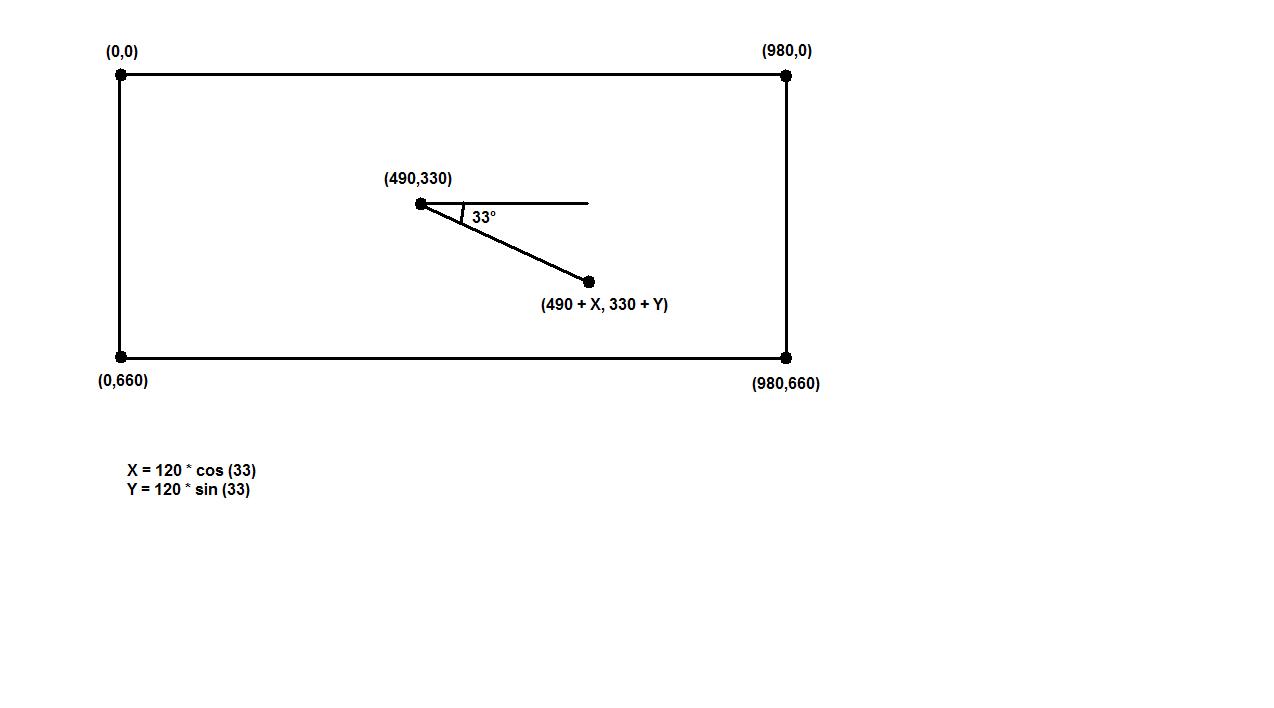 (0,0)
(980,0)
(490,330)
33°
(490 + X, 330 + Y)
(0,660)
(980,660)
X = 120 * cos (33)
Y = 120 * sin (33)